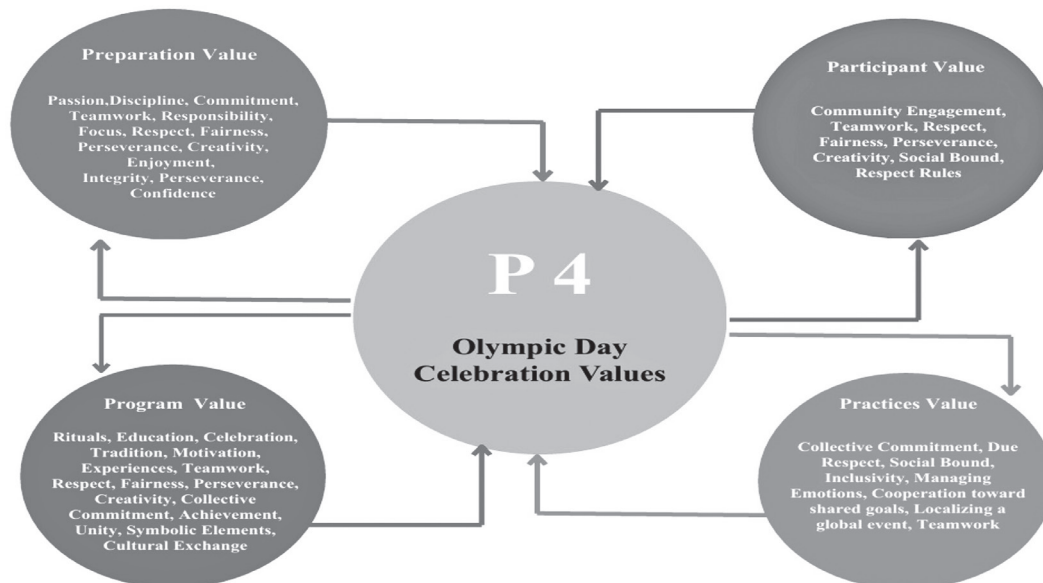 Preparation Value
Passion,Discipline, Commitment,
Teamwork, Responsibility,
Focus, Respect, Fairness,
Perseverance, Creativity,
Enjoyment,
Integrity, Perseverance,
Confidence
Participant Value
Community Engagement,
Teamwork, Respect,
Fairness, Perseverance,
Creativity, Social Bound,
Respect Rules
P 4
Olympic Day
Celebration Values
Program Value
Rituals, Education, Celebration,
Tradition, Motivation,
Experiences, Teamwork,
Respect, Fairness, Perseverance,
Creativity, Collective
Commitment, Achievement,
Unity, Symbolic Elements,
Cultural Exchange
Practices Value
Collective Commitment, Due
Respect, Social Bound,
Inclusivity, Managing
Emotions, Cooperation toward
shared goals, Localizing a
global event, Teamwork